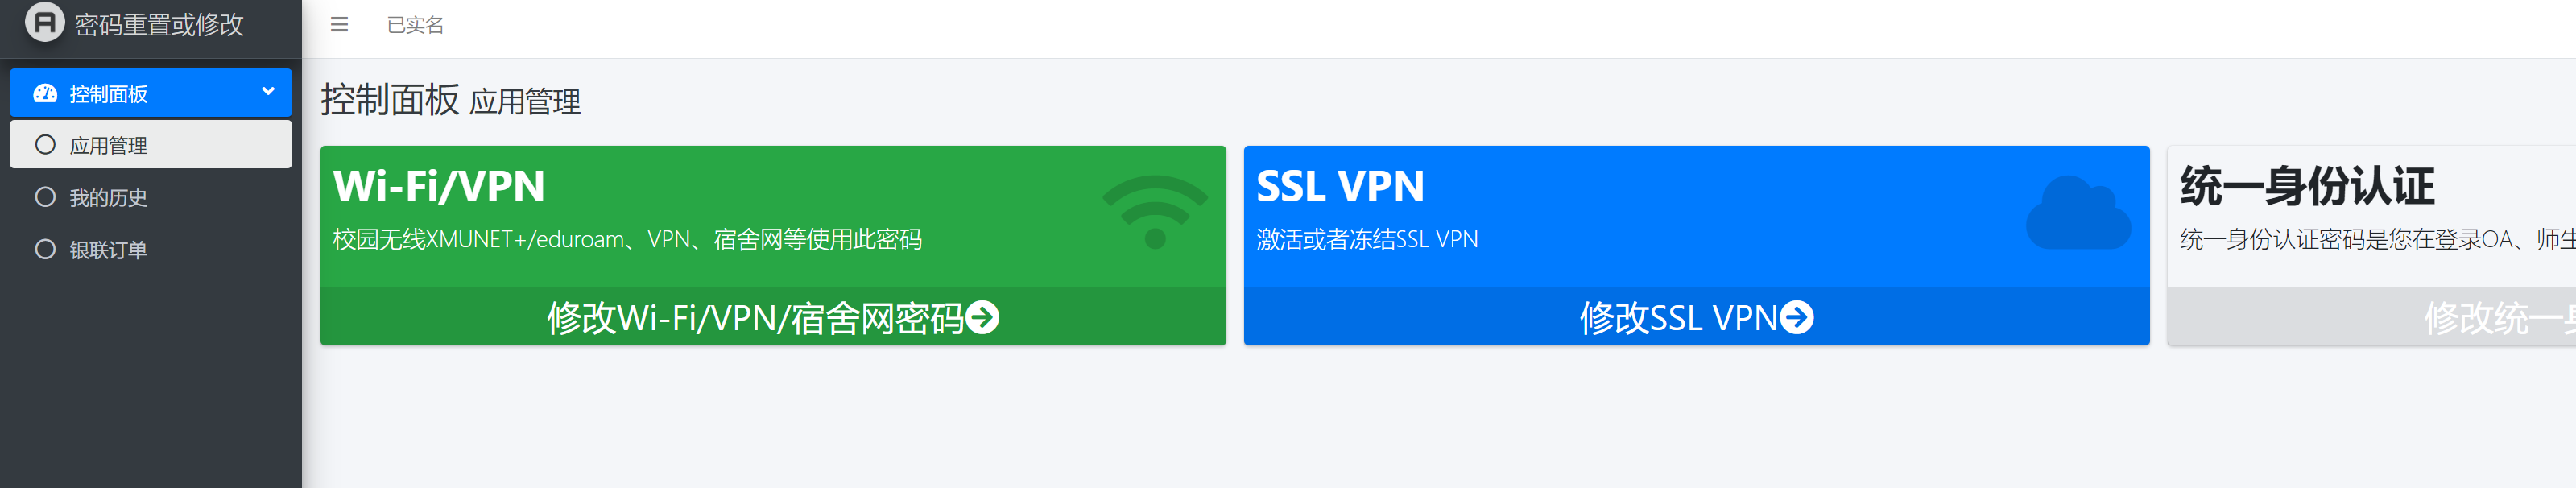 密码重置或修改
已实名
控制面板
应用管理
我的历史
银联订单
控制面板 应用管理
Wi-Fi/VPN
校园无线XMUNET+/eduroam、VPN、宿舍网等使用此密码
修改Wi-Fi/VPN/宿舍网密码
SSL VPN
激活或者冻结SSL VPN
修改SSL VPN
统一身份认证
统一身份认证密码是您在登录OA、师生
修改统一身